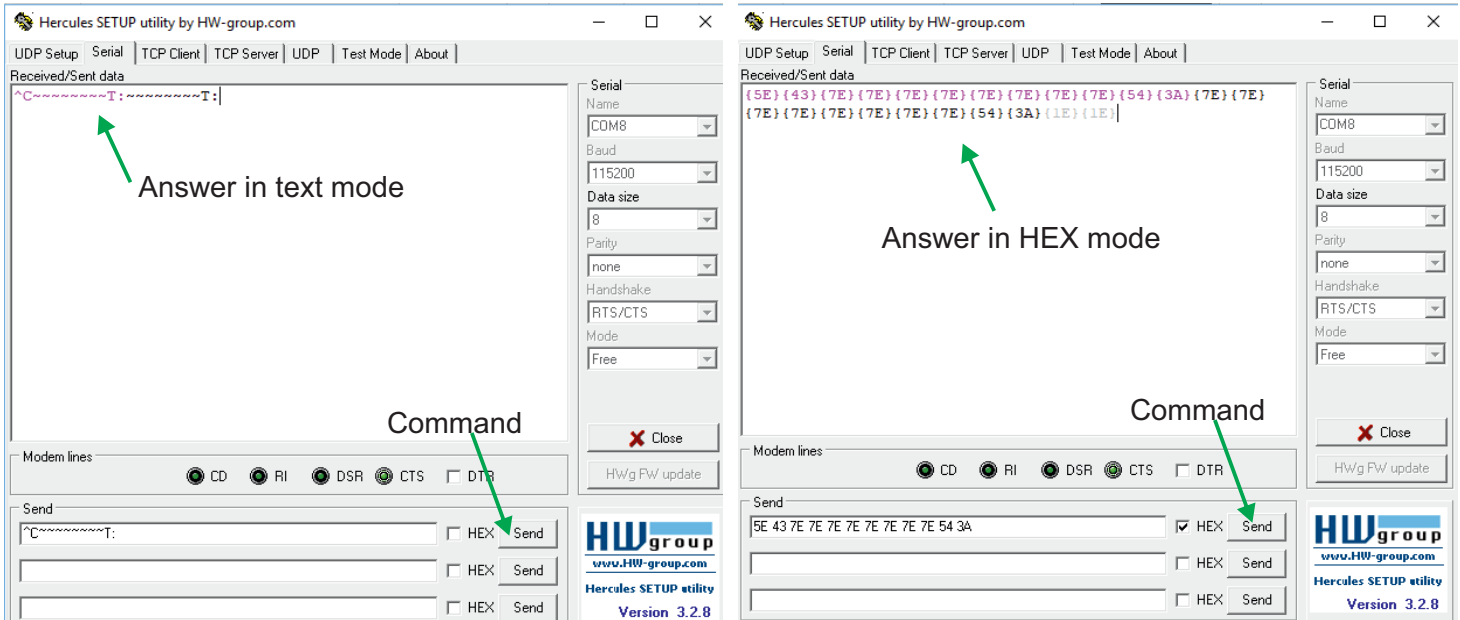 Hercules SETUP utility by HW-group.com
UDP Setup Serial TCP Client TCP Server UDP Test Mode About
Received/Sent data
^C~~~~~~~~T:~~~~~~~~T:
Answer in text mode
Serial
Name
COM8
Baud
115200
Data size
8
Parity
none
Handshake
RTS/CTS
Mode
Free
Command
Close
HWg FW update
Modem lines
CD RI DSR CTS DTR
Send
^C~~~~~~~~T: HEX Send
HEX Send
HEX Send
HW group
www.HW-group.com
Hercules SETUP utility
Version 3.2.8
Hercules SETUP utility by HW-group.com
UDP Setup Serial TCP Client TCP Server UDP Test Mode About
Received/Sent data
{5E}{43}{7E}{7E}{7E}{7E}{7E}{7E}{7E}{7E}{54}{3A}{7E}{7E}
{7E}{7E}{7E}{7E}{7E}{7E}{54}{3A}{1E}{1E}
Answer in HEX mode
Serial
Name
COM8
Baud
115200
Data size
8
Parity
none
Handshake
RTS/CTS
Mode
Free
Command
Close
HWg FW update
Modem lines
CD RI DSR CTS DTR
Send
5E 43 7E 7E 7E 7E 7E 7E 7E 7E 54 3A HEX Send
HEX Send
HEX Send
HW group
www.HW-group.com
Hercules SETUP utility
Version 3.2.8